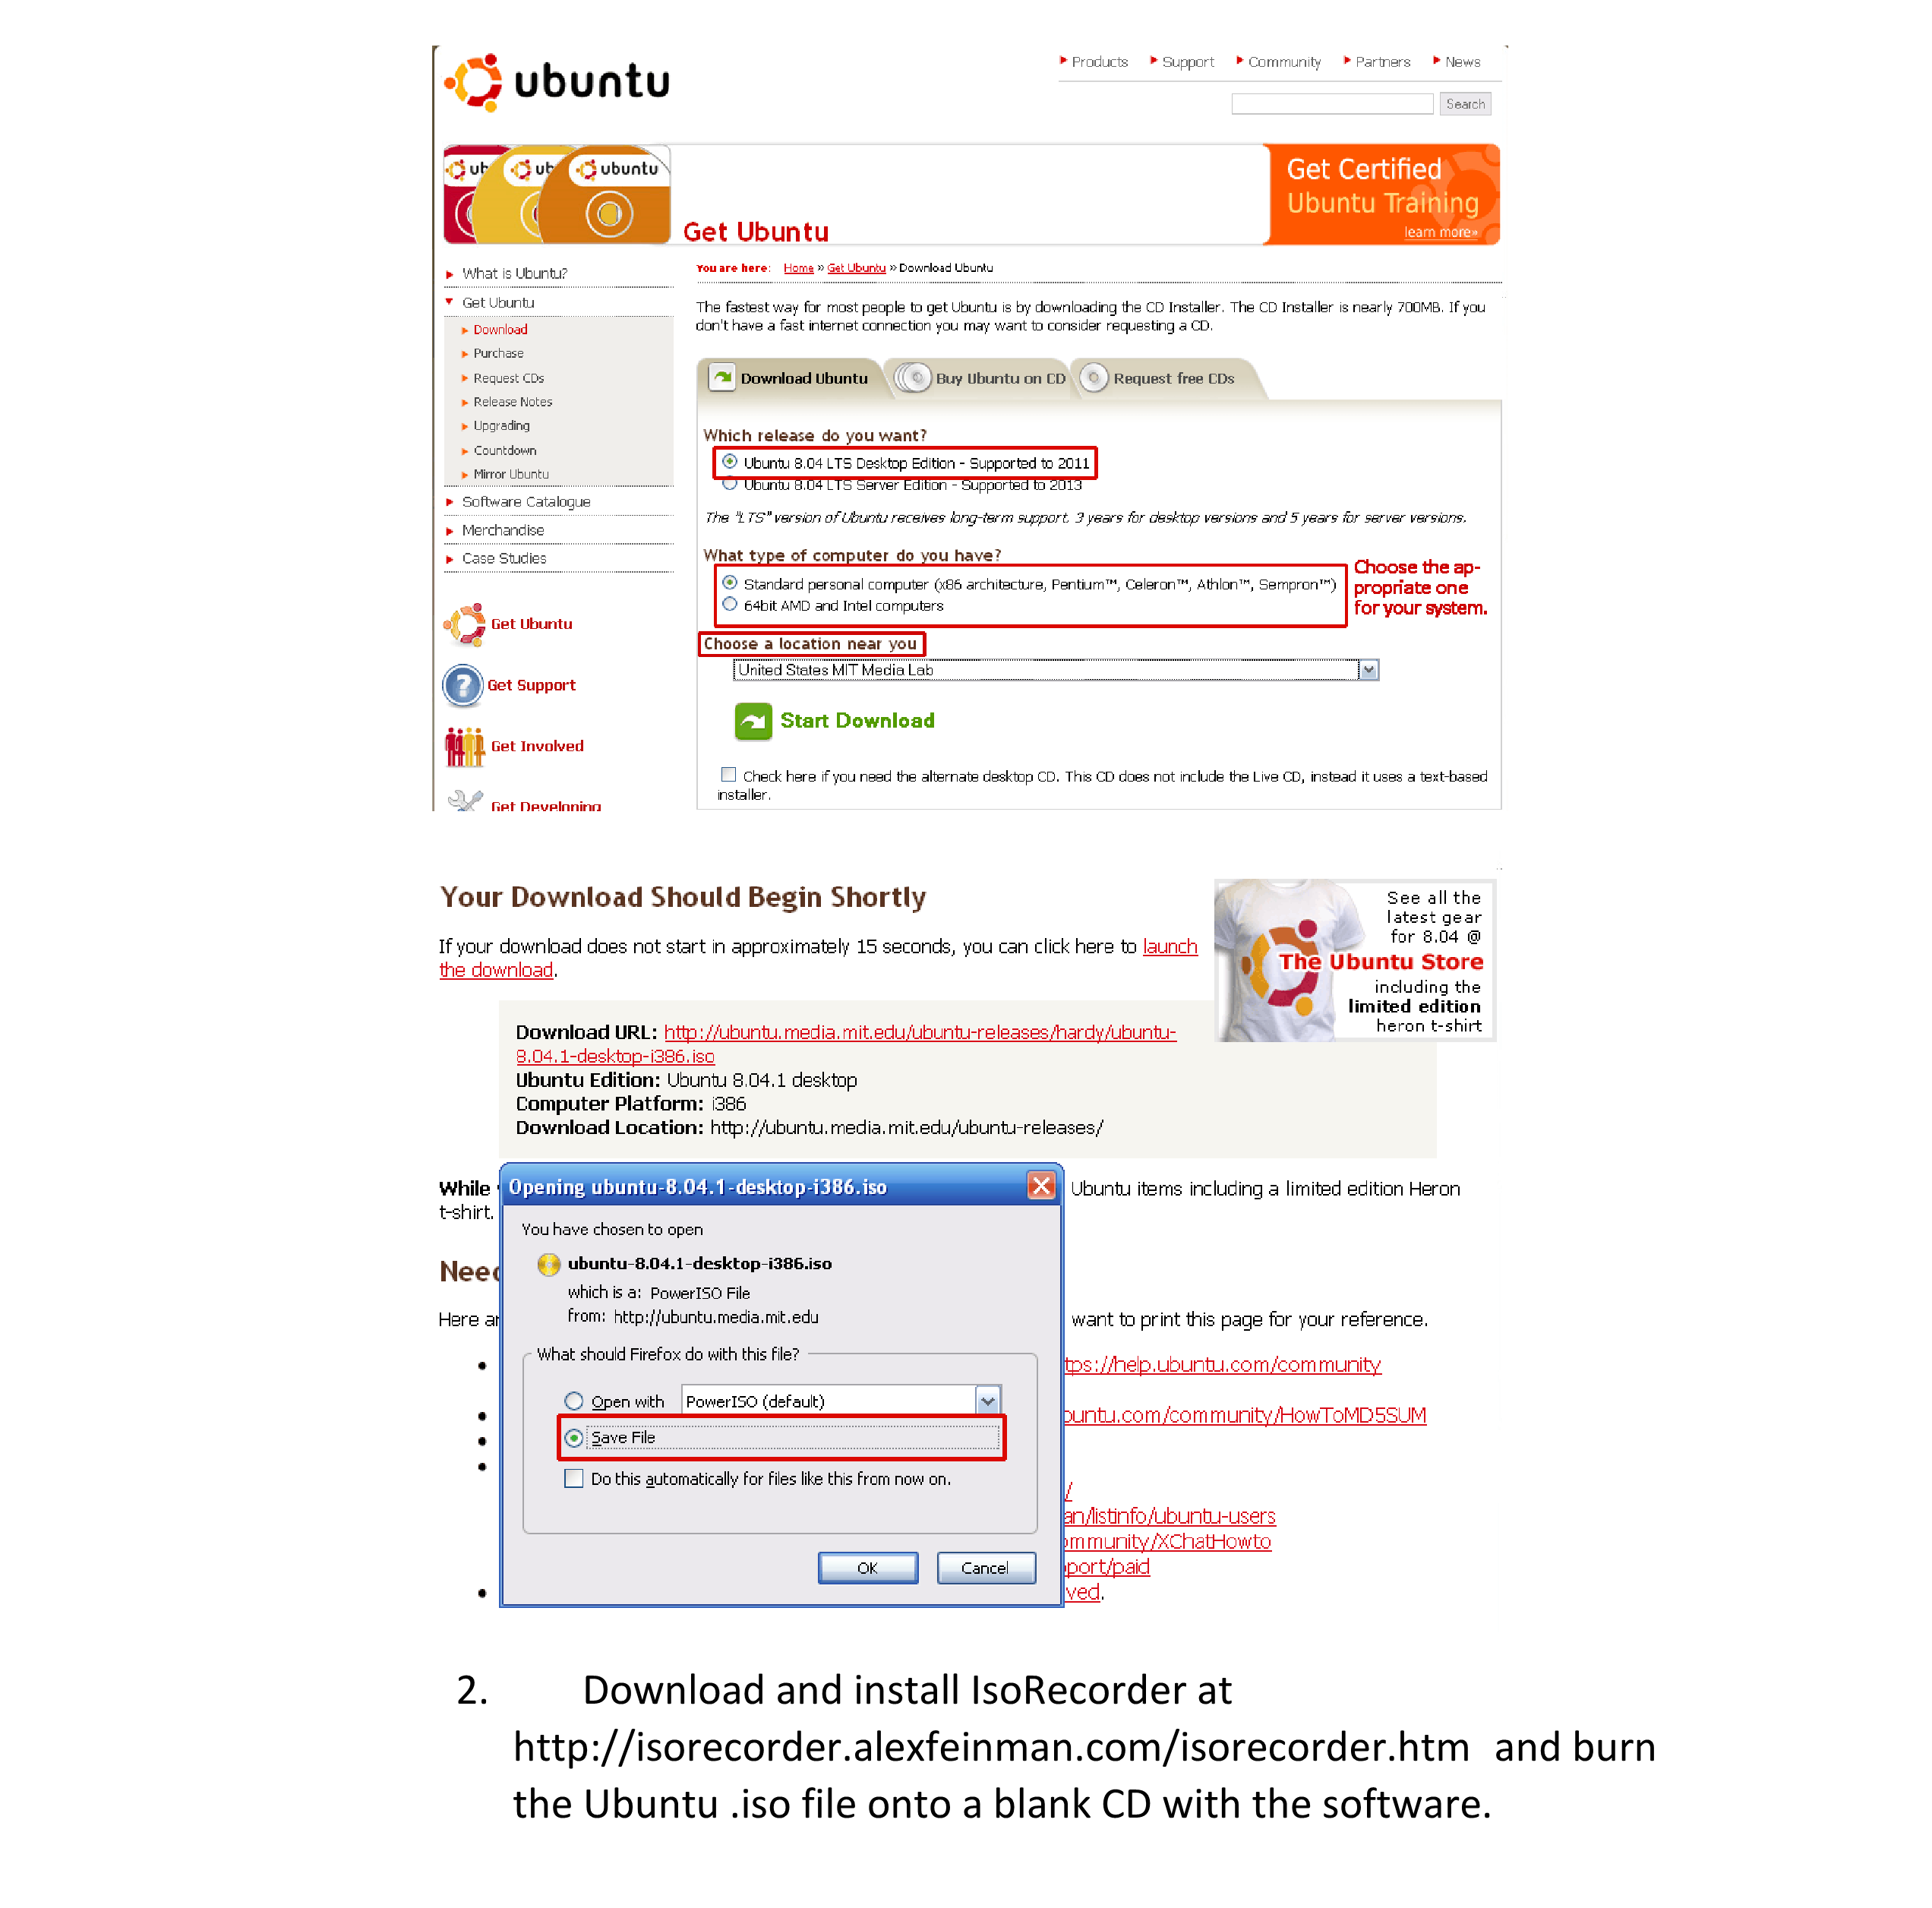 ubuntu
Products Support Community Partners News
Search
ub ub ubuntu
Get Ubuntu
Get Certified
Ubuntu Training
learn more»
What is Ubuntu?
Get Ubuntu
Download
Purchase
Request CDs
Release Notes
Upgrading
Countdown
Mirror Ubuntu
Software Catalogue
Merchandise
Case Studies
Get Ubuntu
Get Support
Get Involved
Get Developing
You are here: Home » Get Ubuntu » Download Ubuntu
The fastest way for most people to get Ubuntu is by downloading the CD Installer. The CD Installer is nearly 700MB. If you
don't have a fast internet connection you may want to consider requesting a CD.
Download Ubuntu Buy Ubuntu on CD Request free CDs
Which release do you want?
Ubuntu 8.04 LTS Desktop Edition - Supported to 2011
Ubuntu 8.04 LTS Server Edition - Supported to 2013
The "LTS" version of Ubuntu receives long-term support, 3 years for desktop versions and 5 years for server versions.
What type of computer do you have?
Standard personal computer (x86 architecture, Pentium™, Celeron™, Athlon™, Sempron™)
64bit AMD and Intel computers
Choose the ap-
propriate one
for your system.
Choose a location near you
United States MIT Media Lab
Start Download
Check here if you need the alternate desktop CD. This CD does not include the Live CD, instead it uses a text-based
installer.
Your Download Should Begin Shortly
If your download does not start in approximately 15 seconds, you can click here to launch
the download.
See all the
latest gear
for 8.04 @
The Ubuntu Store
including the
limited edition
heron t-shirt
Download URL: http://ubuntu.media.mit.edu/ubuntu-releases/hardy/ubuntu-
8.04.1-desktop-i386.iso
Ubuntu Edition: Ubuntu 8.04.1 desktop
Computer Platform: i386
Download Location: http://ubuntu.media.mit.edu/ubuntu-releases/
While Ubuntu items including a limited edition Heron
t-shirt.
Need
Here ar want to print this page for your reference.
tps://help.ubuntu.com/community
buntu.com/community/HowToMD5SUM
/
an/listinfo/ubuntu-users
ommunity/XChatHowto
port/paid
ved.
Opening ubuntu-8.04.1-desktop-i386.iso
You have chosen to open
ubuntu-8.04.1-desktop-i386.iso
which is a: PowerISO File
from: http://ubuntu.media.mit.edu
What should Firefox do with this file?
Open with PowerISO (default)
Save File
Do this automatically for files like this from now on.
OK Cancel
2. Download and install IsoRecorder at
http://isorecorder.alexfeinman.com/isorecorder.htm and burn
the Ubuntu .iso file onto a blank CD with the software.